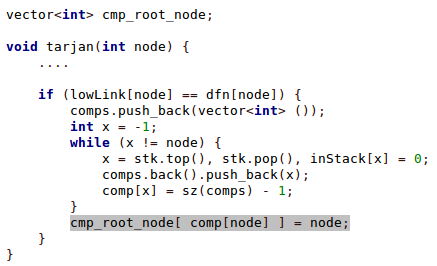 vector<int> cmp_root_node;
void tarjan(int node) {
....
if (lowLink[node] == dfn[node]) {
comps.push_back(vector<int> ());
int x = -1;
while (x != node) {
x = stk.top(), stk.pop(), inStack[x] = 0;
comps.back().push_back(x);
comp[x] = sz(comps) - 1;
}
cmp_root_node[ comp[node] ] = node;
}
}